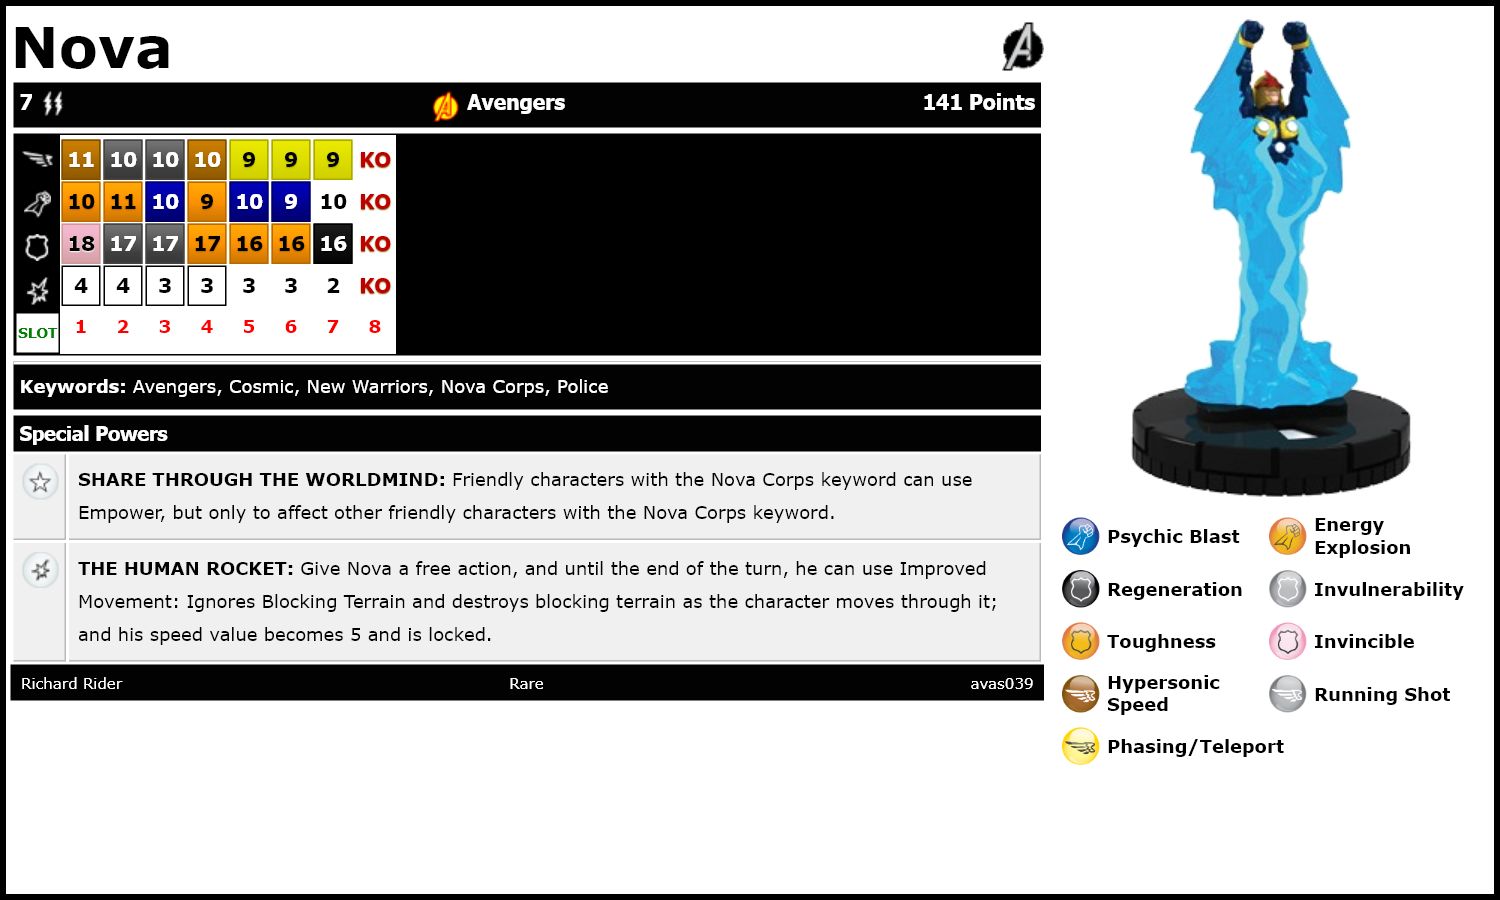 Nova
7 Avengers 141 Points
11 10 10 10 9 9 9 KO
10 11 10 9 10 9 10 KO
18 17 17 17 16 16 16 KO
4 4 3 3 3 3 2 KO
SLOT 1 2 3 4 5 6 7 8
Keywords: Avengers, Cosmic, New Warriors, Nova Corps, Police
Special Powers
SHARE THROUGH THE WORLDMIND: Friendly characters with the Nova Corps keyword can use
Empower, but only to affect other friendly characters with the Nova Corps keyword.
THE HUMAN ROCKET: Give Nova a free action, and until the end of the turn, he can use Improved
Movement: Ignores Blocking Terrain and destroys blocking terrain as the character moves through it;
and his speed value becomes 5 and is locked.
Richard Rider Rare avas039
Psychic Blast
Energy
Explosion
Regeneration
Invulnerability
Toughness
Invincible
Hypersonic
Speed
Running Shot
Phasing/Teleport